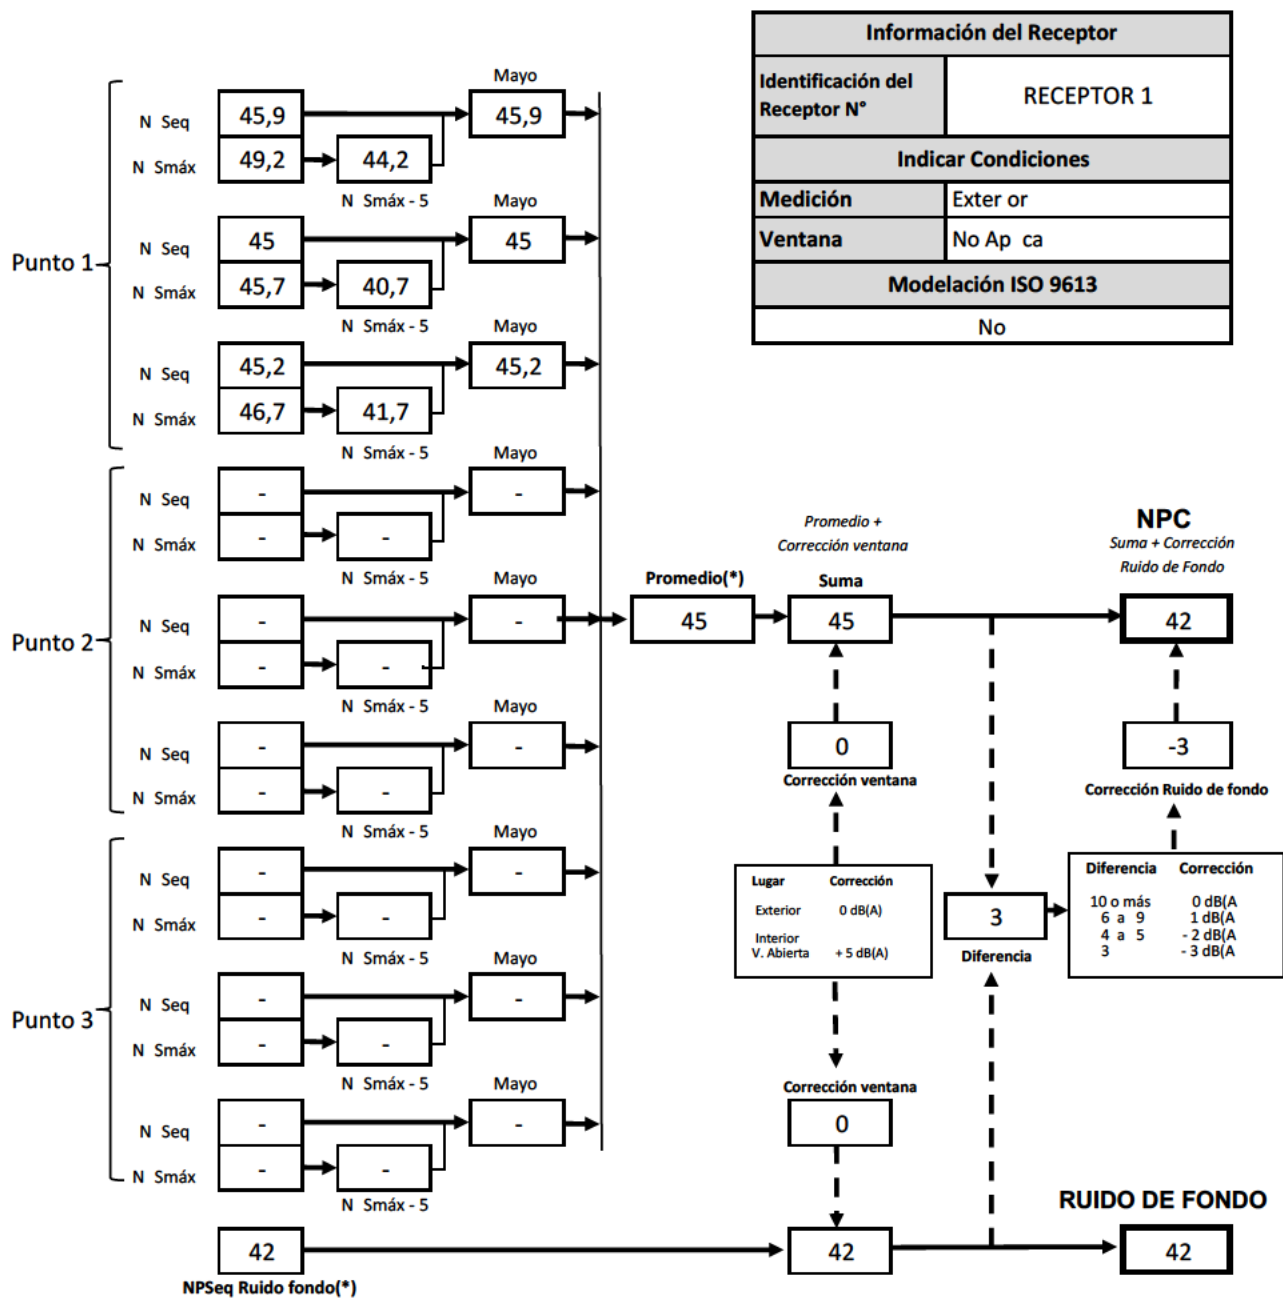 Información del Receptor
Identificación del
Receptor N°
RECEPTOR 1
Indicar Condiciones
Medición
Exter or
Ventana
No Ap ca
Modelación ISO 9613
No
Punto 1
N Seq
45,9
Mayo
45,9
N Smáx
49,2
44,2
N Smáx - 5
N Seq
45
Mayo
45
N Smáx
45,7
40,7
N Smáx - 5
N Seq
45,2
Mayo
45,2
N Smáx
46,7
41,7
N Smáx - 5
Punto 2
N Seq
-
Mayo
-
N Smáx
-
-
N Smáx - 5
N Seq
-
Mayo
-
N Smáx
-
-
N Smáx - 5
N Seq
-
Mayo
-
N Smáx
-
-
N Smáx - 5
Punto 3
N Seq
-
Mayo
-
N Smáx
-
-
N Smáx - 5
N Seq
-
Mayo
-
N Smáx
-
-
N Smáx - 5
N Seq
-
Mayo
-
N Smáx
-
-
N Smáx - 5
Promedio(*)
45
Promedio +
Corrección ventana
Suma
45
NPC
Suma + Corrección
Ruido de Fondo
42
0
Corrección ventana
-3
Corrección Ruido de fondo
Lugar Corrección
Exterior 0 dB(A)
Interior
V. Abierta + 5 dB(A)
3
Diferencia
Diferencia Corrección
10 o más 0 dB(A
6 a 9 1 dB(A
4 a 5 - 2 dB(A
3 - 3 dB(A
Corrección ventana
0
42
NPSeq Ruido fondo(*)
42
RUIDO DE FONDO
42